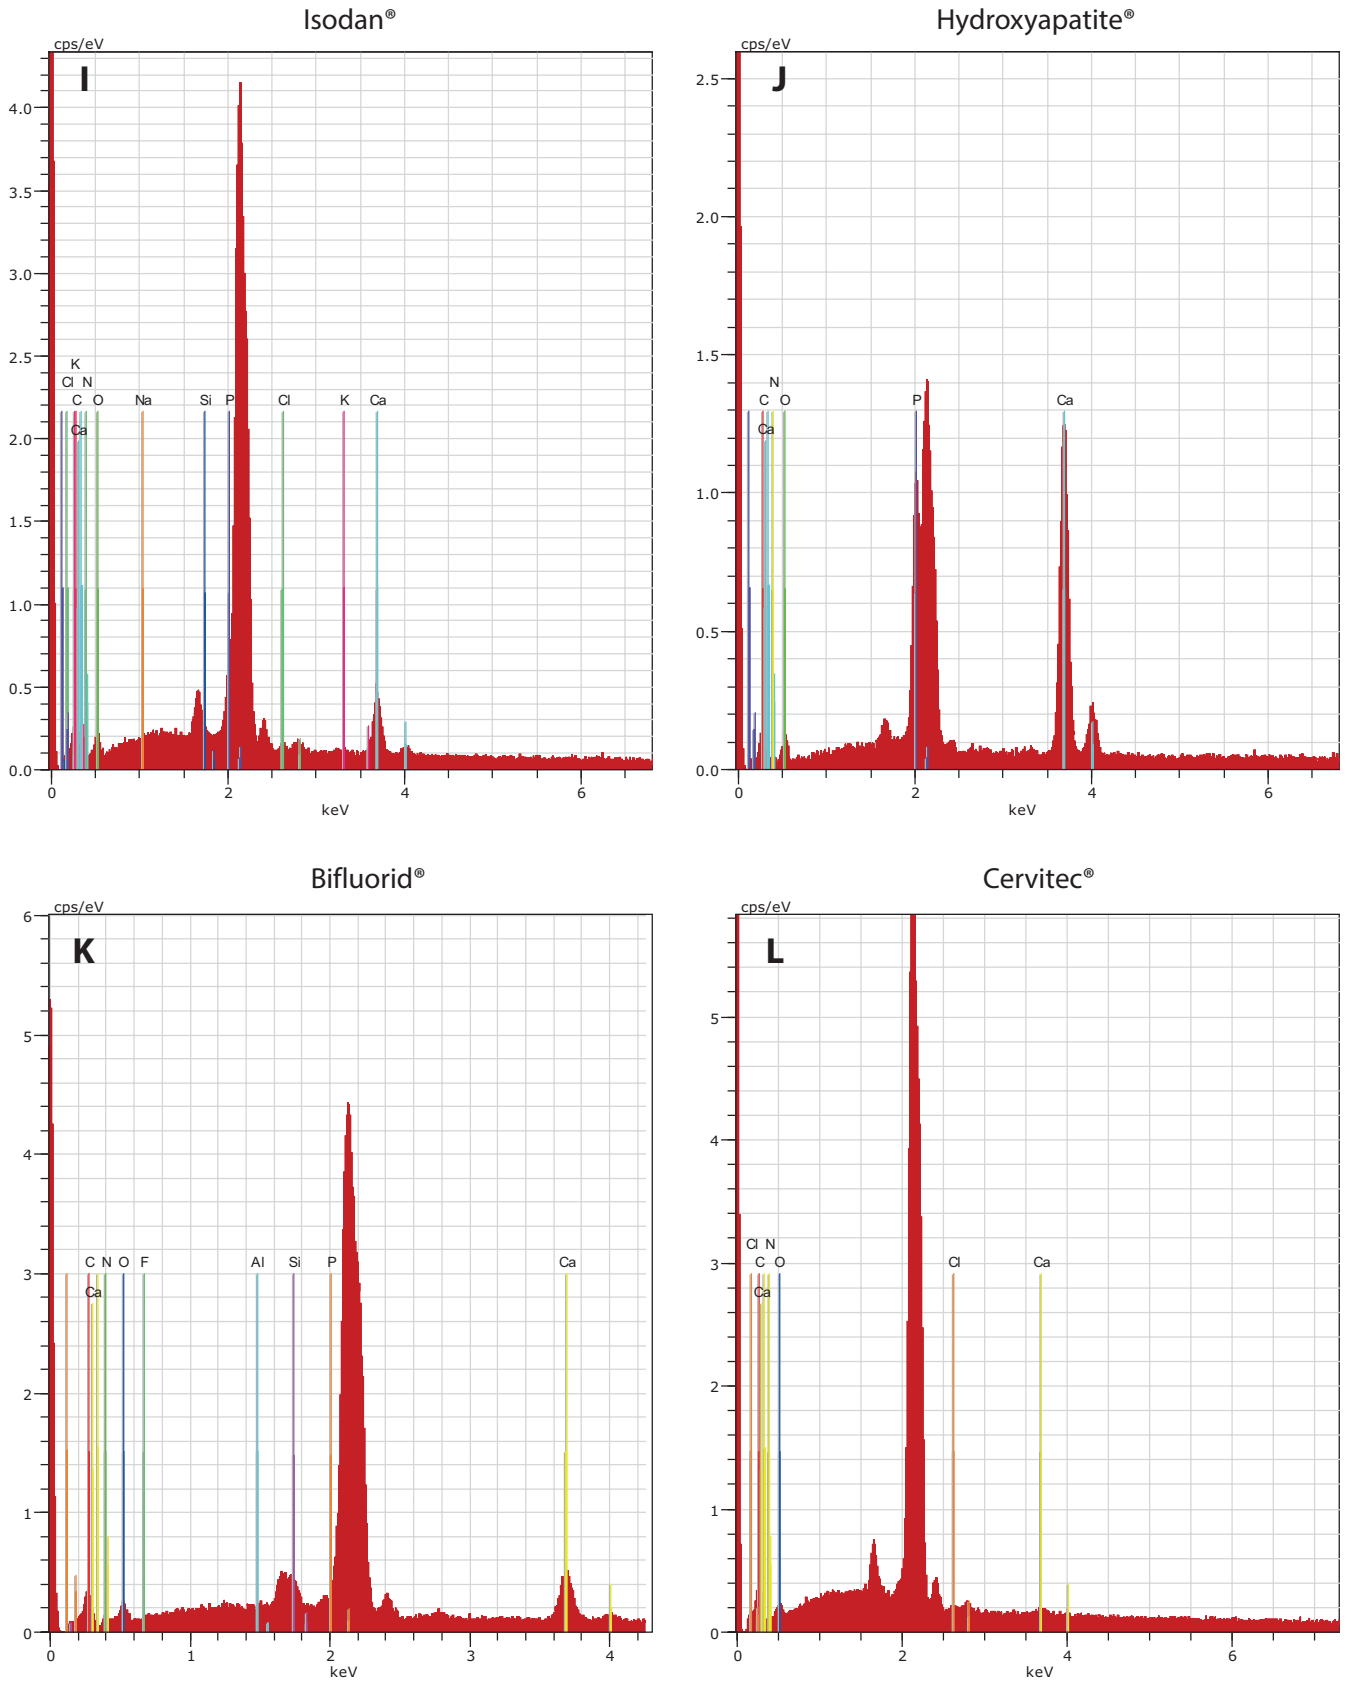 Isodan®
cps/eV
I
4.0
3.5
3.0
2.5
2.0
1.5
1.0
0.5
0.0
K
Cl N
C O Na Si P Cl K Ca
Ca
0 2 4 6
keV
Hydroxyapatite®
cps/eV
J
2.5
2.0
1.5
1.0
0.5
0.0
N
C O P Ca
Ca
0 2 4 6
keV
Bifluorid®
cps/eV
K
6
5
4
3
2
1
0
C N O F Al Si P Ca
Ca
0 1 2 3 4
keV
Cervitec®
cps/eV
L
5
4
3
2
1
0
Cl N
C O Cl Ca
Ca
0 2 4 6
keV